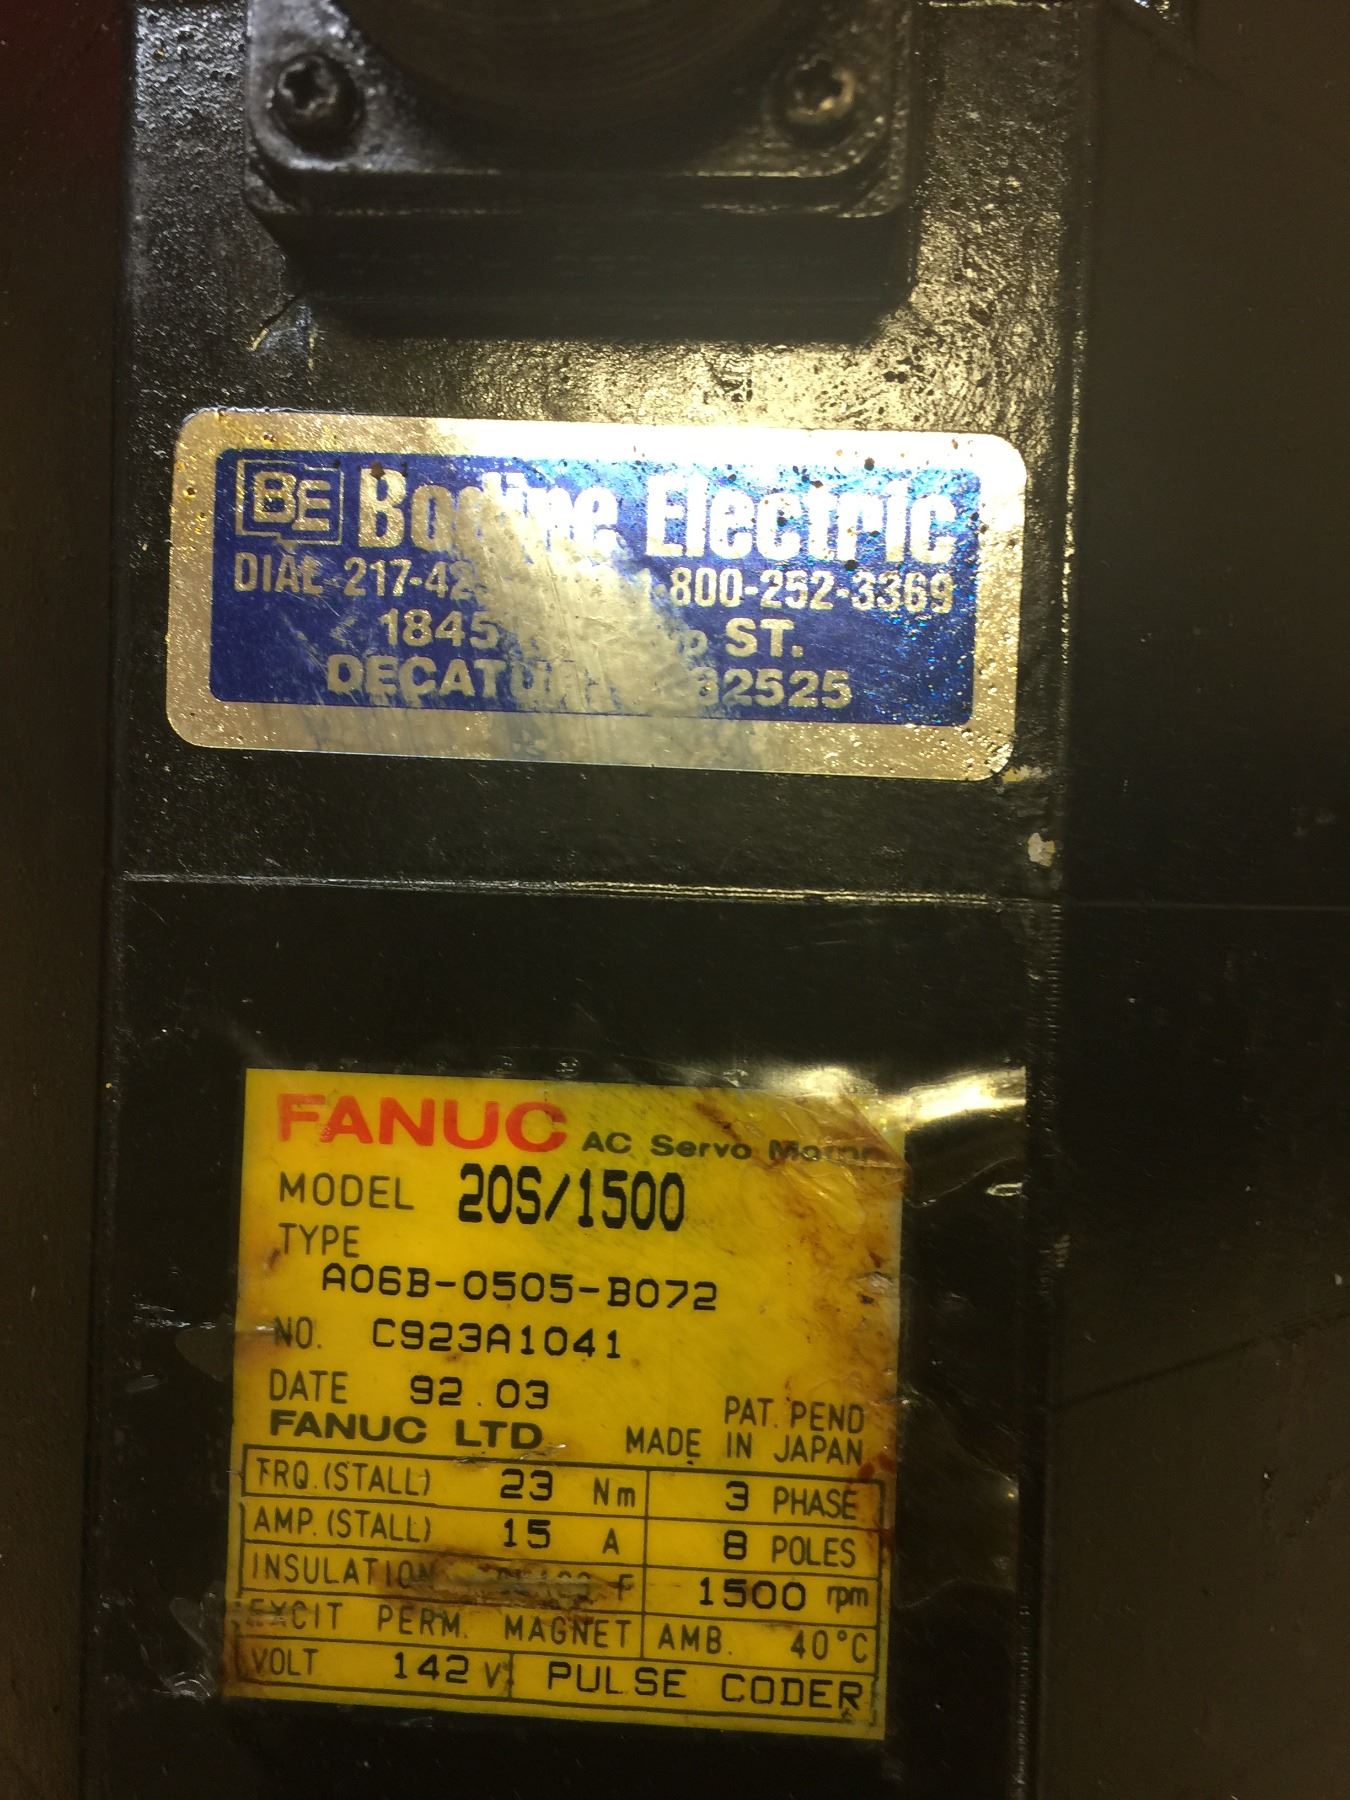 BE Bodine Electric
DIAL 217-42 1-800-252-3369
1845 ST.
DECATUR 62525
FANUC AC Servo Motor
MODEL 20S/1500
TYPE
A06B-0505-B072
NO. C923A1041
DATE 92.03
PAT. PEND
FANUC LTD MADE IN JAPAN
TRQ.(STALL) 23 Nm 3 PHASE
AMP.(STALL) 15 A 8 POLES
INSULATION F 1500 rpm
EXCIT PERM. MAGNET AMB. 40°C
VOLT 142 V PULSE CODER